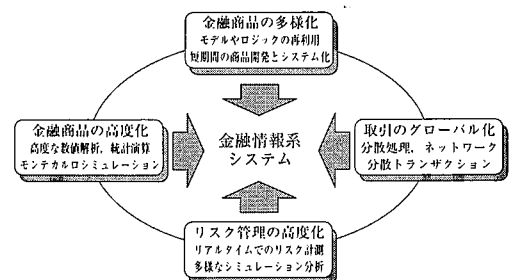 金融商品の多様化
モデルやロジックの再利用
短期間の商品開発とシステム化
金融商品の高度化
高度な数値解析，統計演算
モンテカルロシミュレーション
金融情報系
システム
取引のグローバル化
分散処理，ネットワーク
分散トランザクション
リスク管理の高度化
リアルタイムでのリスク計測
多様なシミュレーション分析